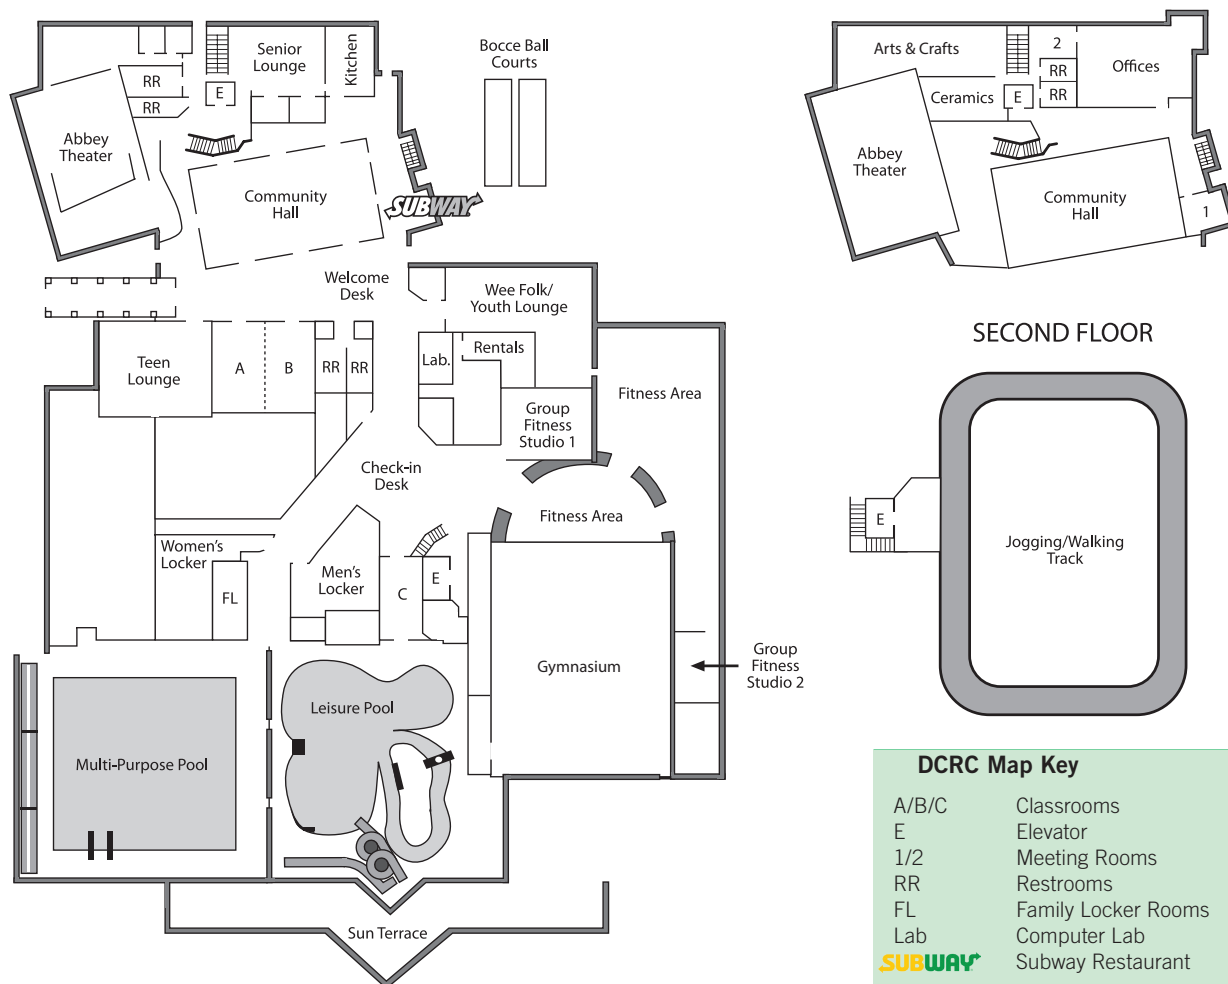 Senior
Lounge
Kitchen
Bocce Ball
Courts
RR
RR
E
Abbey
Theater
Community
Hall
SUBWAY
Welcome
Desk
Wee Folk/
Youth Lounge
Teen
Lounge
A
B
RR
RR
Lab.
Rentals
Fitness Area
Group
Fitness
Studio 1
Check-in
Desk
Fitness Area
Women's
Locker
FL
Men's
Locker
C
E
Gymnasium
Group
Fitness
Studio 2
Leisure Pool
Multi-Purpose Pool
Sun Terrace
Arts & Crafts
2
RR
RR
Offices
Ceramics
E
Abbey
Theater
Community
Hall
1
SECOND FLOOR
E
Jogging/Walking
Track
DCRC Map Key
A/B/C Classrooms
E Elevator
1/2 Meeting Rooms
RR Restrooms
FL Family Locker Rooms
Lab Computer Lab
SUBWAY Subway Restaurant